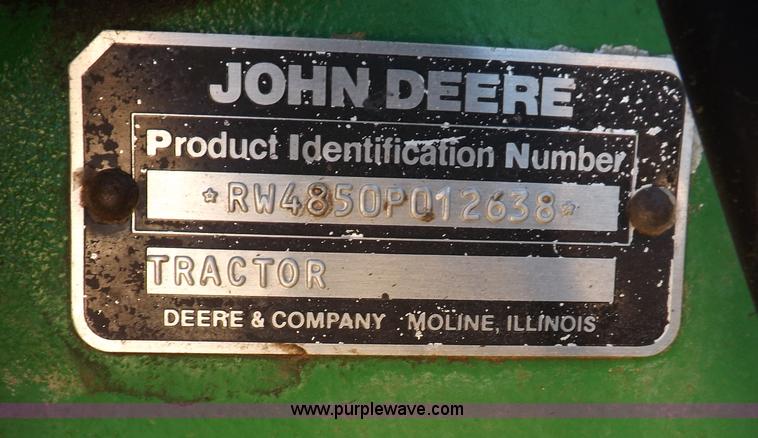 JOHN DEERE
Product Identification Number
*RW4850P012638*
TRACTOR
DEERE & COMPANY MOLINE, ILLINOIS
www.purplewave.com